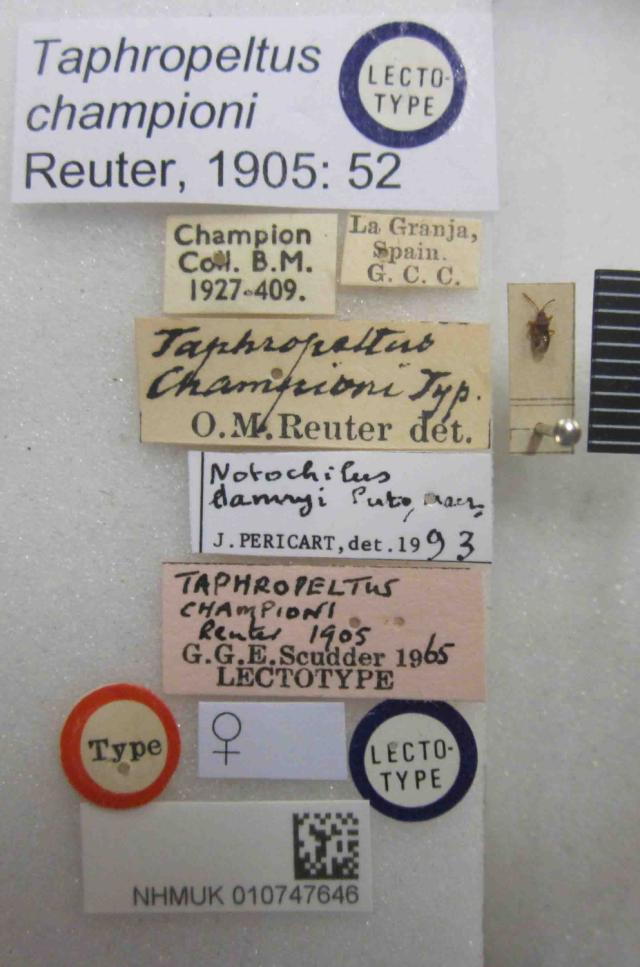 Taphropeltus
championi
Reuter, 1905: 52
LECTO-
TYPE
Champion
Coll. B.M.
1927-409.
La Granja,
Spain.
G. C. C.
Taphropeltus
Championi Typ.
O.M. Reuter det.
Notochilus
damryi Puto, macr.
J. PERICART, det. 1993
TAPHROPELTUS
CHAMPIONI
Reuter 1905
G.G.E. Scudder 1965
LECTOTYPE
Type
♀
LECTO-
TYPE
NHMUK 010747646